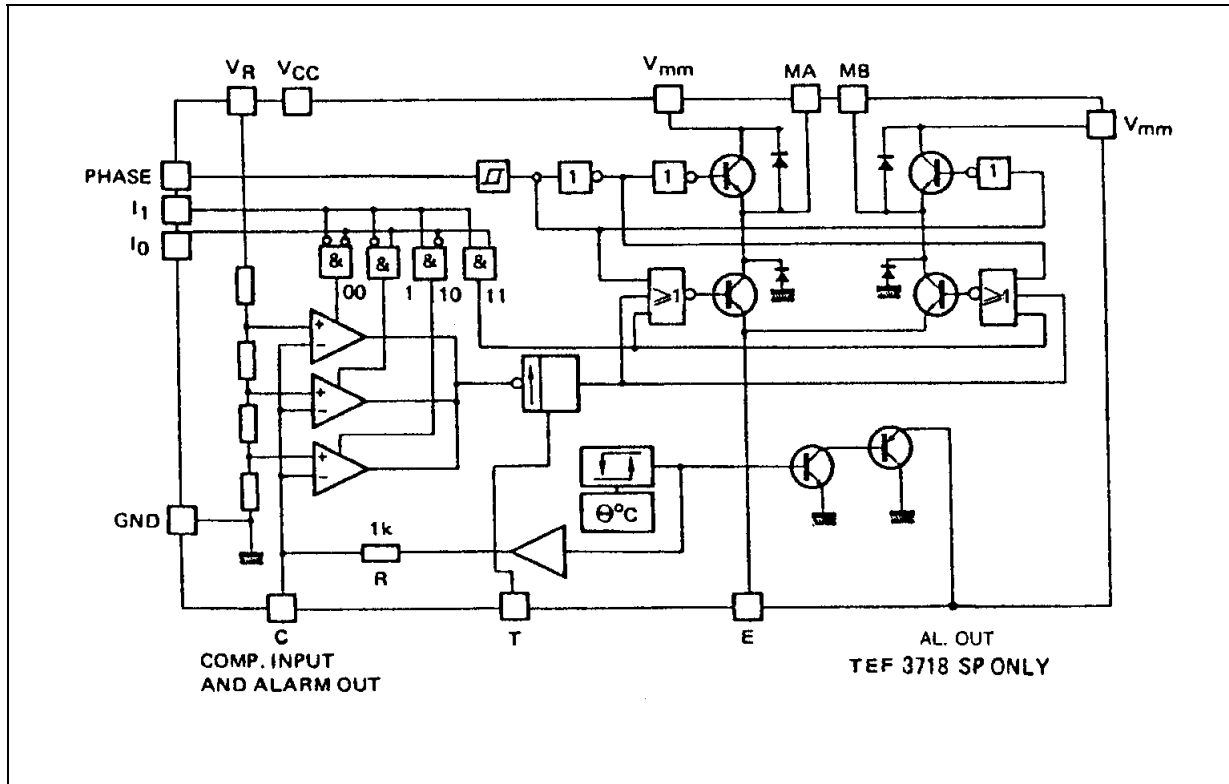 VR VCC Vmm MA MB
Vmm
PHASE
I1
I0
1 1 1
& & & &
00 1 10 11
≥1 ≥1
+
−
+
−
+
−
GND
1k
R
Θ°C
C T E AL. OUT
COMP. INPUT TEF 3718 SP ONLY
AND ALARM OUT